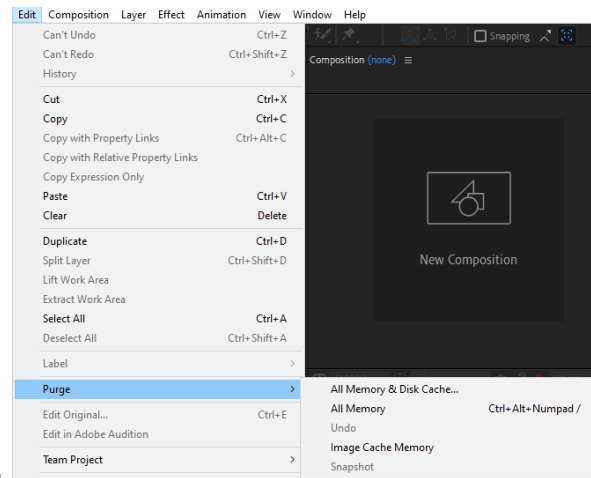 Edit Composition Layer Effect Animation View Window Help
Can't Undo Ctrl+Z
Can't Redo Ctrl+Shift+Z
History
Cut Ctrl+X
Copy Ctrl+C
Copy with Property Links Ctrl+Alt+C
Copy with Relative Property Links
Copy Expression Only
Paste Ctrl+V
Clear Delete
Duplicate Ctrl+D
Split Layer Ctrl+Shift+D
Lift Work Area
Extract Work Area
Select All Ctrl+A
Deselect All Ctrl+Shift+A
Label
Purge
Edit Original... Ctrl+E
Edit in Adobe Audition
Team Project
Snapping
Composition (none)
New Composition
All Memory & Disk Cache...
All Memory Ctrl+Alt+Numpad /
Undo
Image Cache Memory
Snapshot